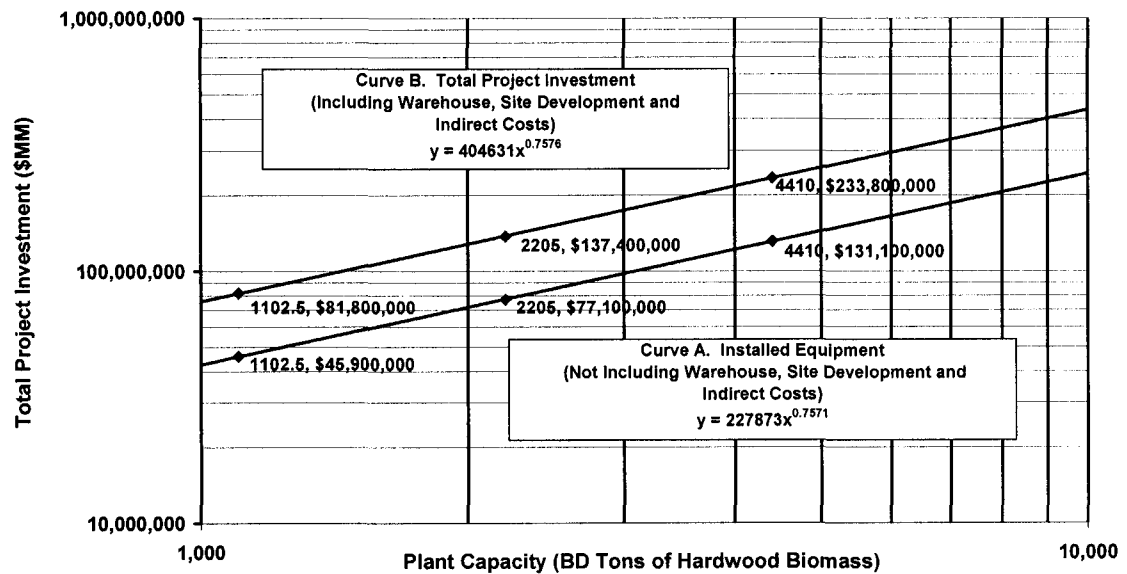 1,000,000,000
Curve B. Total Project Investment
(Including Warehouse, Site Development and
Indirect Costs)
y = 404631x^0.7576
Total Project Investment ($MM)
4410, $233,800,000
2205, $137,400,000
4410, $131,100,000
100,000,000
1102.5, $81,800,000
2205, $77,100,000
1102.5, $45,900,000
Curve A. Installed Equipment
(Not Including Warehouse, Site Development and
Indirect Costs)
y = 227873x^0.7571
10,000,000
1,000
Plant Capacity (BD Tons of Hardwood Biomass)
10,000